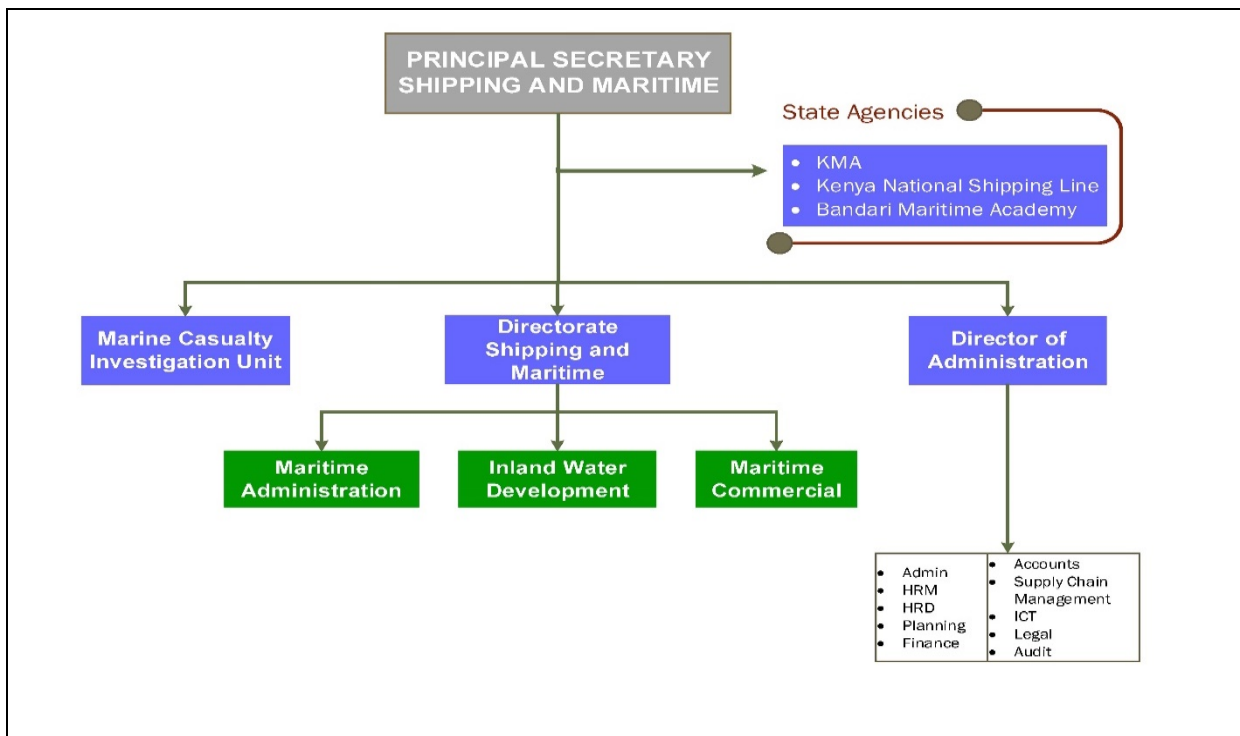 PRINCIPAL SECRETARY
SHIPPING AND MARITIME
State Agencies
• KMA
• Kenya National Shipping Line
• Bandari Maritime Academy
Marine Casualty
Investigation Unit
Directorate
Shipping and
Maritime
Director of
Administration
Maritime
Administration
Inland Water
Development
Maritime
Commercial
• Admin
• HRM
• HRD
• Planning
• Finance
• Accounts
• Supply Chain
Management
• ICT
• Legal
• Audit